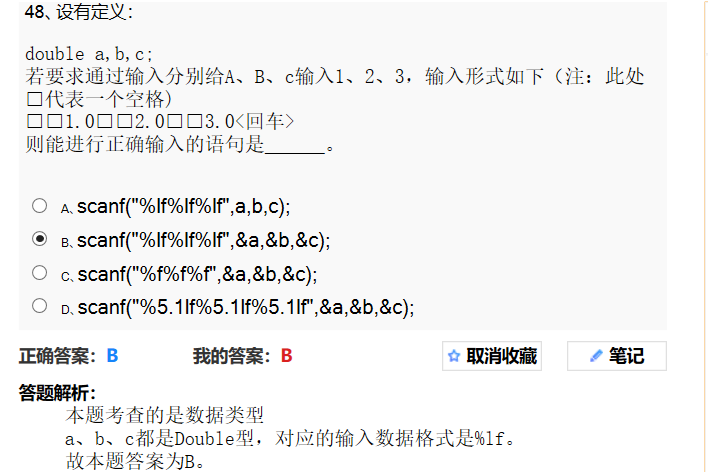 48、设有定义：
double a,b,c;
若要求通过输入分别给A、B、c输入1、2、3，输入形式如下（注：此处
□代表一个空格）
□□1.0□□2.0□□3.0<回车>
则能进行正确输入的语句是______。
A、scanf("%lf%lf%lf",a,b,c);
B、scanf("%lf%lf%lf",&a,&b,&c);
C、scanf("%f%f%f",&a,&b,&c);
D、scanf("%5.1lf%5.1lf%5.1lf",&a,&b,&c);
正确答案：B 我的答案：B 取消收藏 笔记
答题解析：
本题考查的是数据类型
a、b、c都是Double型，对应的输入数据格式是%lf。
故本题答案为B。